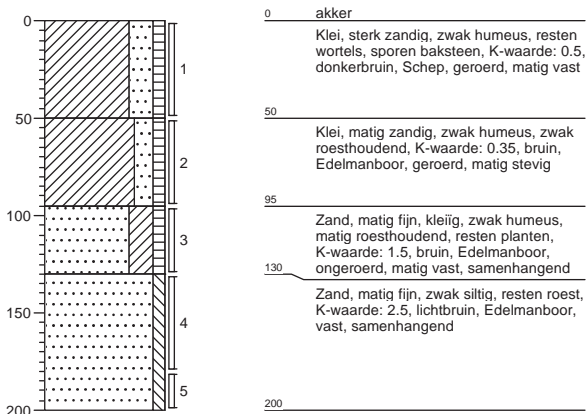 0
50
100
150
200
1
2
3
4
5
0 akker
Klei, sterk zandig, zwak humeus, resten
wortels, sporen baksteen, K-waarde: 0.5,
donkerbruin, Schep, geroerd, matig vast
50
Klei, matig zandig, zwak humeus, zwak
roesthoudend, K-waarde: 0.35, bruin,
Edelmanboor, geroerd, matig stevig
95
Zand, matig fijn, kleiïg, zwak humeus,
matig roesthoudend, resten planten,
K-waarde: 1.5, bruin, Edelmanboor,
ongeroerd, matig vast, samenhangend
130
Zand, matig fijn, zwak siltig, resten roest,
K-waarde: 2.5, lichtbruin, Edelmanboor,
vast, samenhangend
200